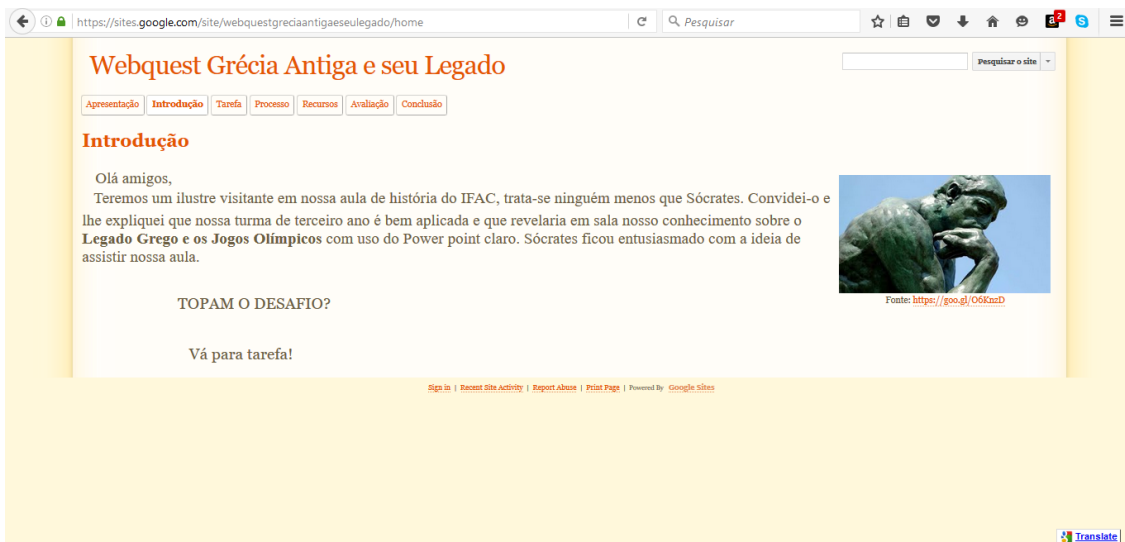 https://sites.google.com/site/webquestgreciaantigaeseulegado/home
Pesquisar
2
Webquest Grécia Antiga e seu Legado
Pesquisar o site
Apresentação Introdução Tarefa Processo Recursos Avaliação Conclusão
Introdução
Olá amigos,
Teremos um ilustre visitante em nossa aula de história do IFAC, trata-se ninguém menos que Sócrates. Convidei-o e
lhe expliquei que nossa turma de terceiro ano é bem aplicada e que revelaria em sala nosso conhecimento sobre o
Legado Grego e os Jogos Olímpicos com uso do Power point claro. Sócrates ficou entusiasmado com a ideia de
assistir nossa aula.
Fonte: https://goo.gl/O6KnzD
TOPAM O DESAFIO?
Vá para tarefa!
Sign in | Recent Site Activity | Report Abuse | Print Page | Powered By Google Sites
Translate